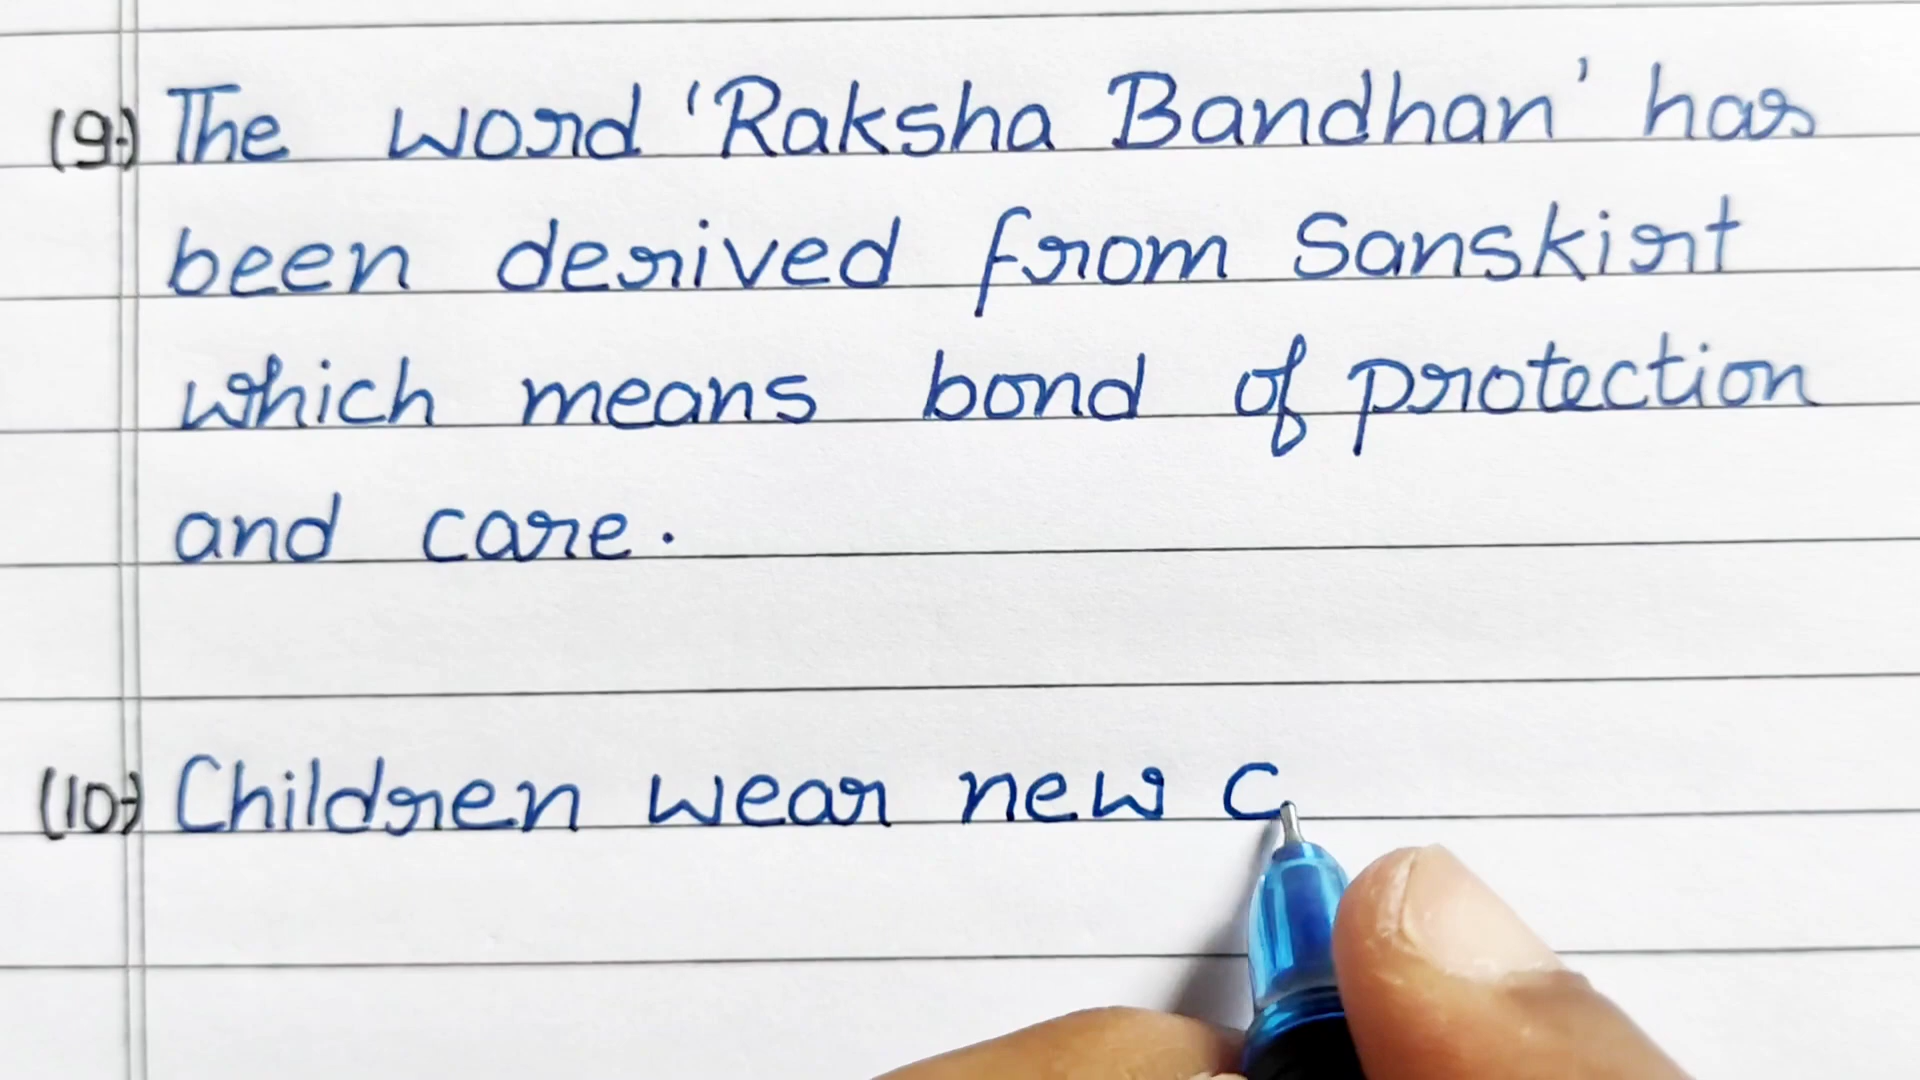 (9.) The word 'Raksha Bandhan' has
been derived from Sanskirt
which means bond of protection
and care.
(10.) Children wear new c